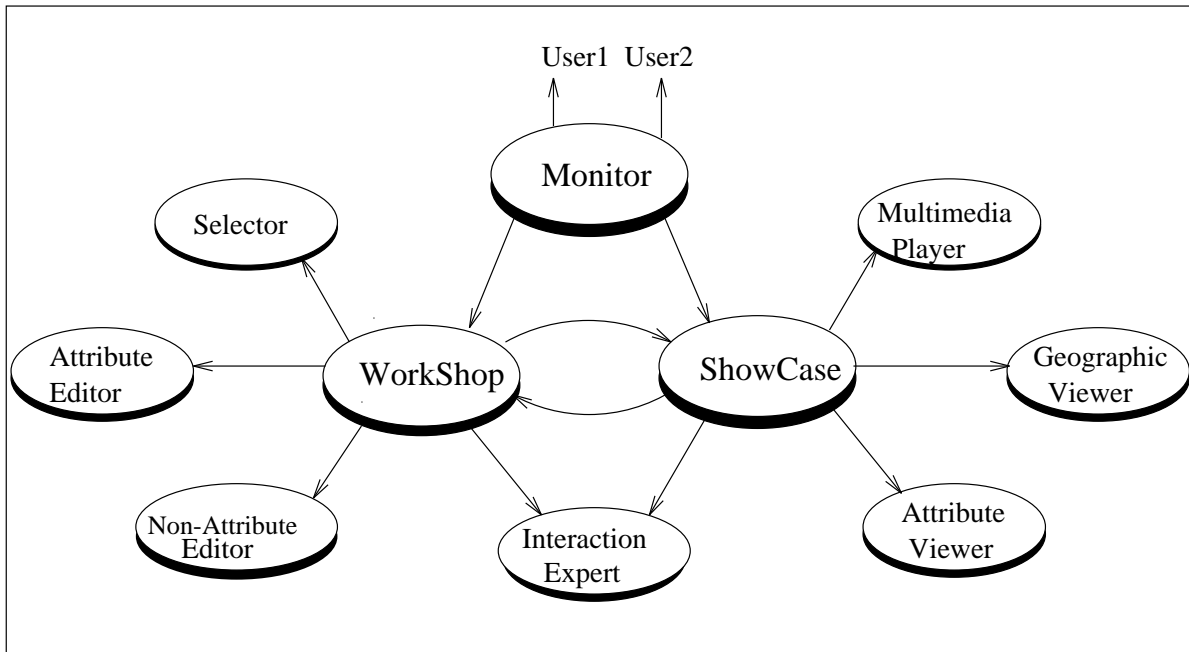 User1 User2
Monitor
Selector
Multimedia
Player
Attribute
Editor
WorkShop
ShowCase
Geographic
Viewer
Non-Attribute
Editor
Interaction
Expert
Attribute
Viewer